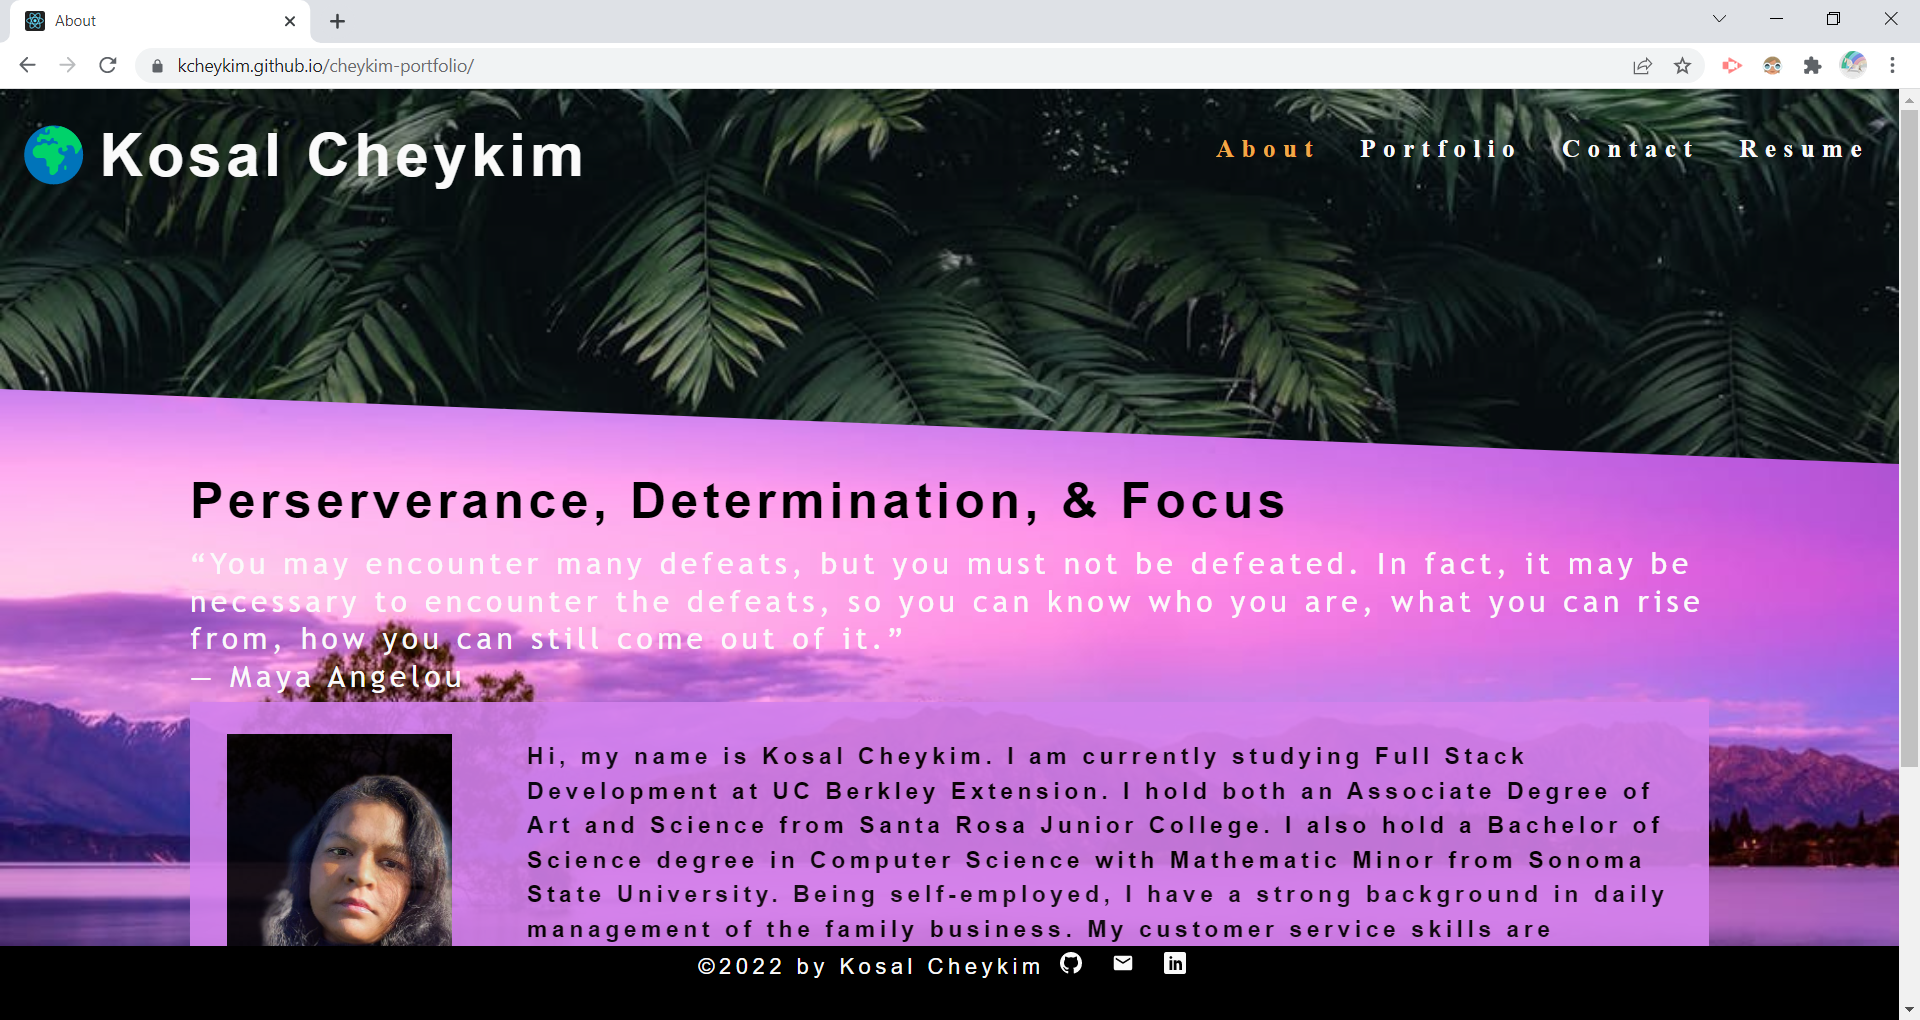 About
kcheykim.github.io/cheykim-portfolio/
Kosal Cheykim
About Portfolio Contact Resume
Perserverance, Determination, & Focus
“You may encounter many defeats, but you must not be defeated. In fact, it may be
necessary to encounter the defeats, so you can know who you are, what you can rise
from, how you can still come out of it.”
— Maya Angelou
Hi, my name is Kosal Cheykim. I am currently studying Full Stack
Development at UC Berkley Extension. I hold both an Associate Degree of
Art and Science from Santa Rosa Junior College. I also hold a Bachelor of
Science degree in Computer Science with Mathematic Minor from Sonoma
State University. Being self-employed, I have a strong background in daily
management of the family business. My customer service skills are
©2022 by Kosal Cheykim